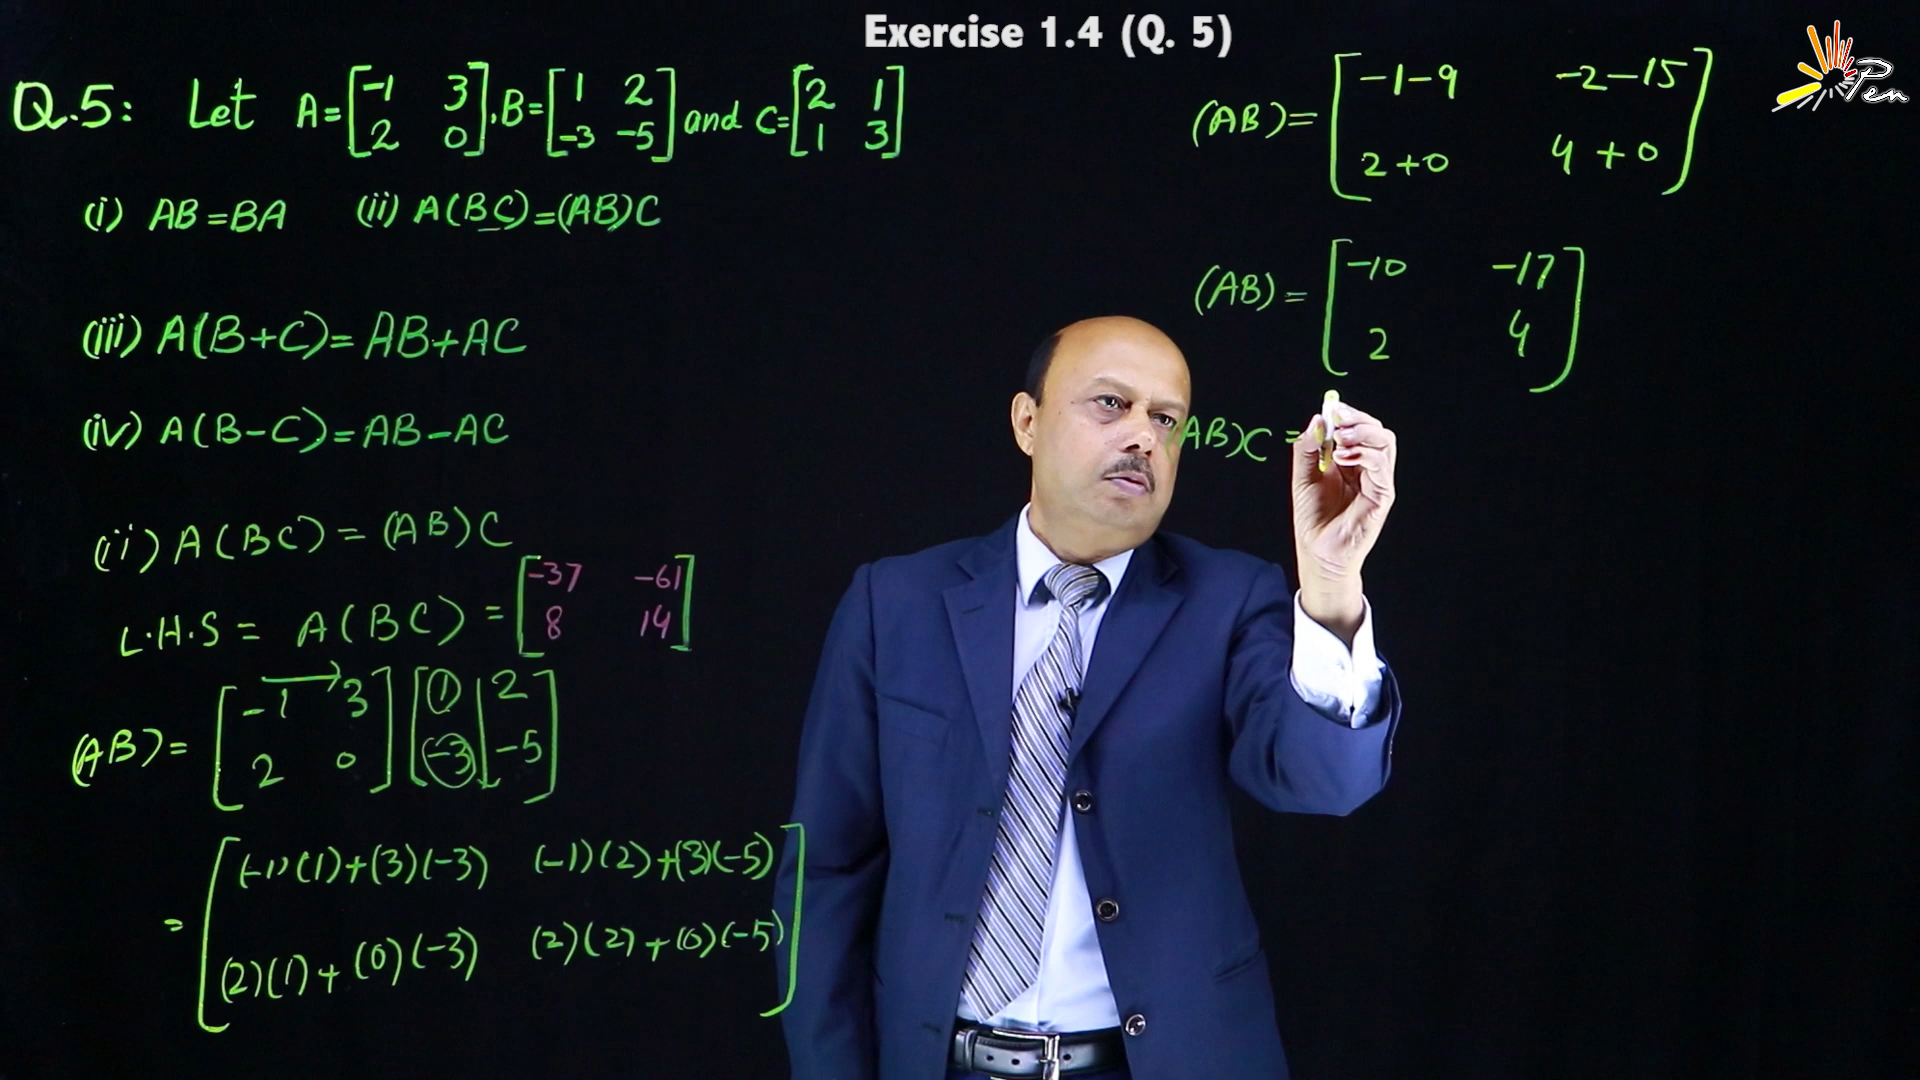 Exercise 1.4 (Q. 5)
Pen
Q.5: Let A=[-1 3 2 0], B=[1 2 -3 -5] and C=[2 1 1 3]
(i) AB=BA (ii) A(BC)=(AB)C
(iii) A(B+C)=AB+AC
(iv) A(B-C)=AB-AC
(ii) A(BC) = (AB)C
L.H.S = A(BC) = [-37 -61 8 14]
(AB)= [-1 3 2 0] [1 2 -3 -5]
= [(-1)(1)+(3)(-3) (-1)(2)+(3)(-5)
(2)(1)+(0)(-3) (2)(2)+(0)(-5)]
(AB)= [-1-9 -2-15
2+0 4+0]
(AB)= [-10 -17
2 4]
(AB)C =